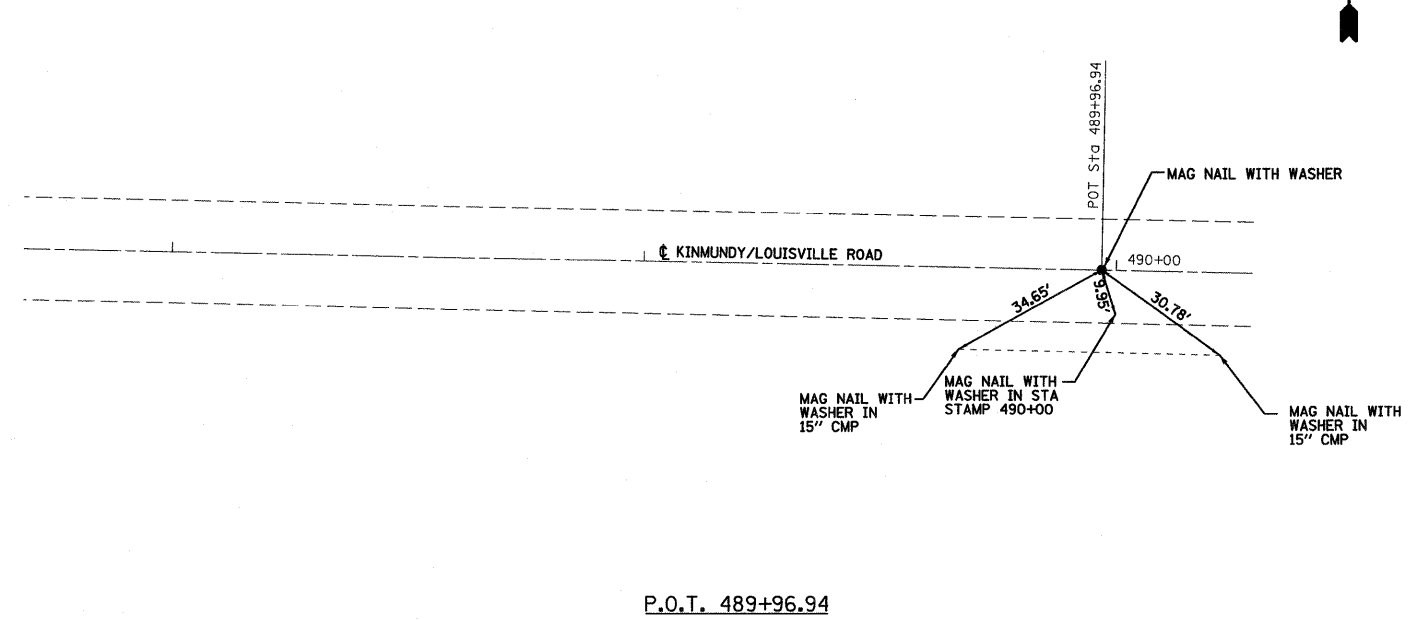 POT Sta 489+96.94
MAG NAIL WITH WASHER
℄ KINMUNDY/LOUISVILLE ROAD
490+00
34.65'
9.95'
30.78'
MAG NAIL WITH
WASHER IN
15" CMP
MAG NAIL WITH
WASHER IN STA
STAMP 490+00
MAG NAIL WITH
WASHER IN
15" CMP
P.O.T. 489+96.94